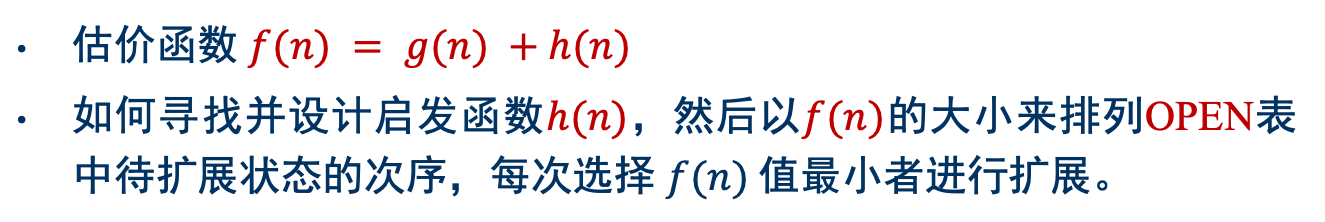 • 估价函数 f(n) = g(n) + h(n)
• 如何寻找并设计启发函数h(n)，然后以f(n)的大小来排列OPEN表
中待扩展状态的次序，每次选择 f(n) 值最小者进行扩展。